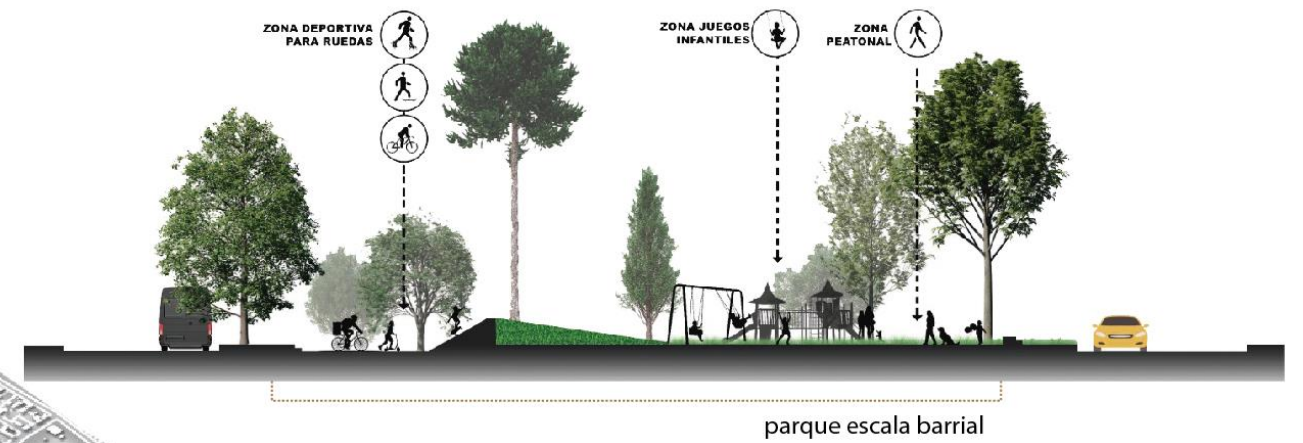 ZONA DEPORTIVA
PARA RUEDAS
ZONA JUEGOS
INFANTILES
ZONA
PEATONAL
parque escala barrial